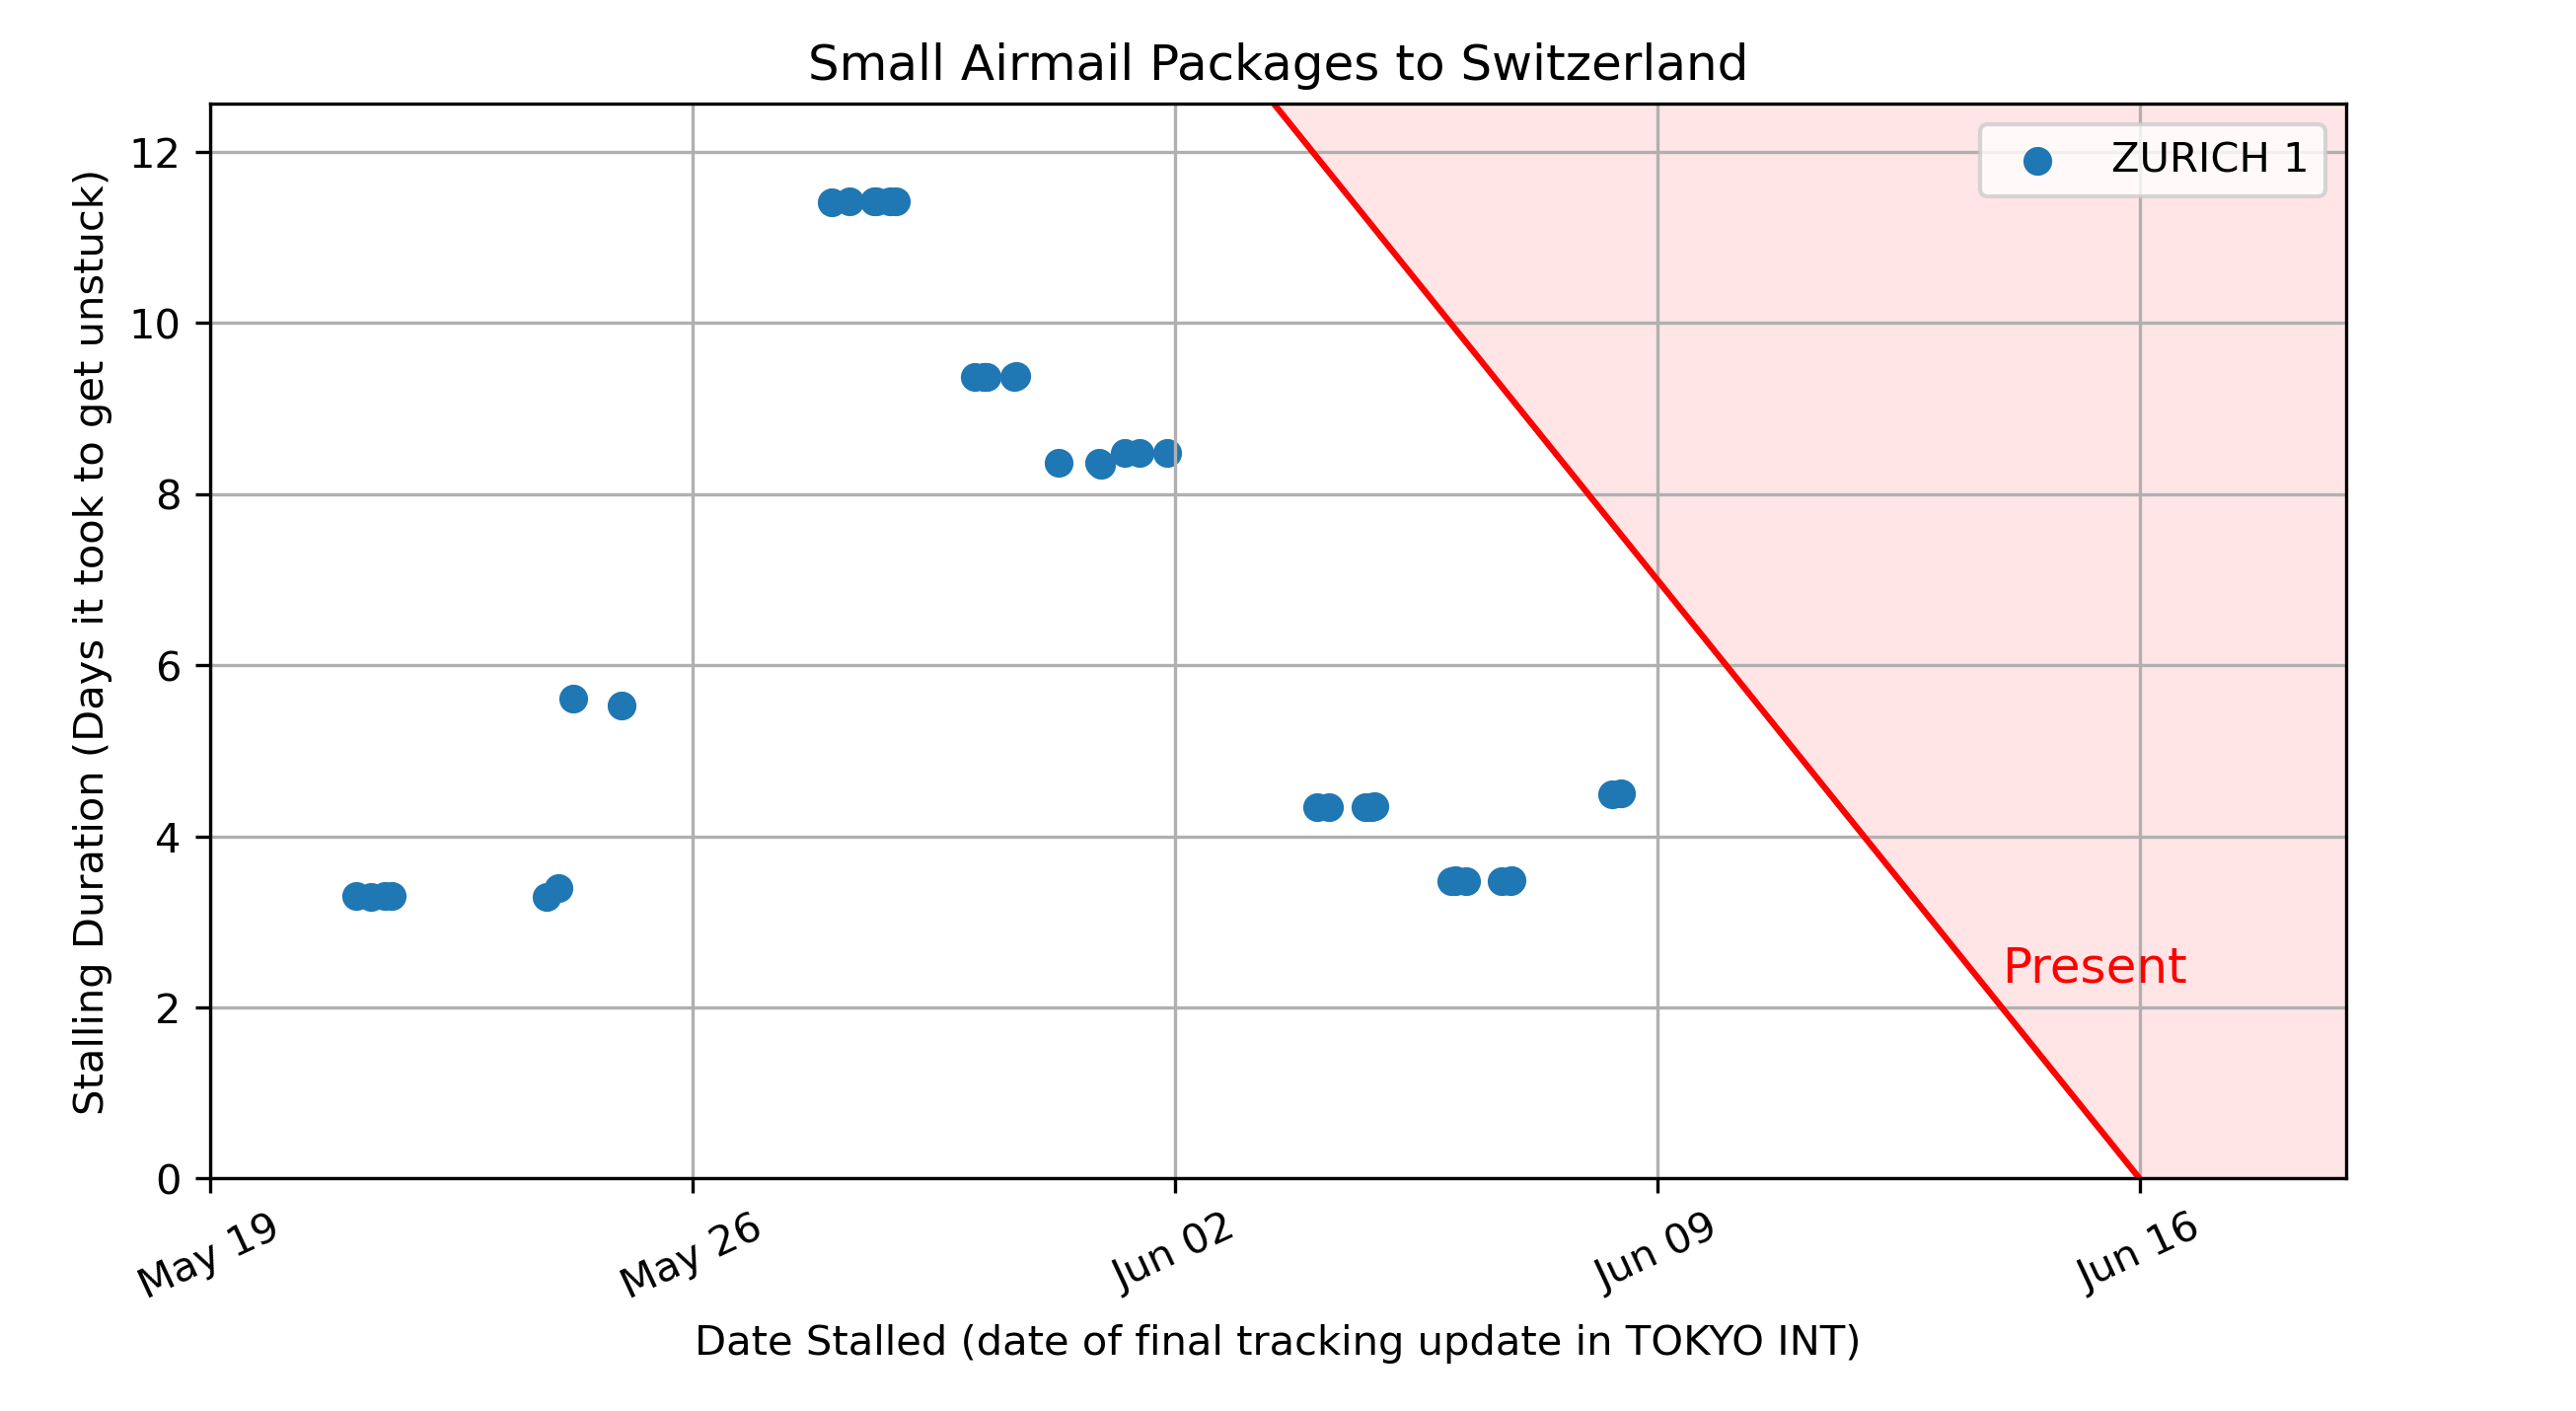 Small Airmail Packages to Switzerland
Stalling Duration (Days it took to get unstuck)
12
10
8
6
4
2
0
ZURICH 1
Present
May 19
May 26
Jun 02
Jun 09
Jun 16
Date Stalled (date of final tracking update in TOKYO INT)